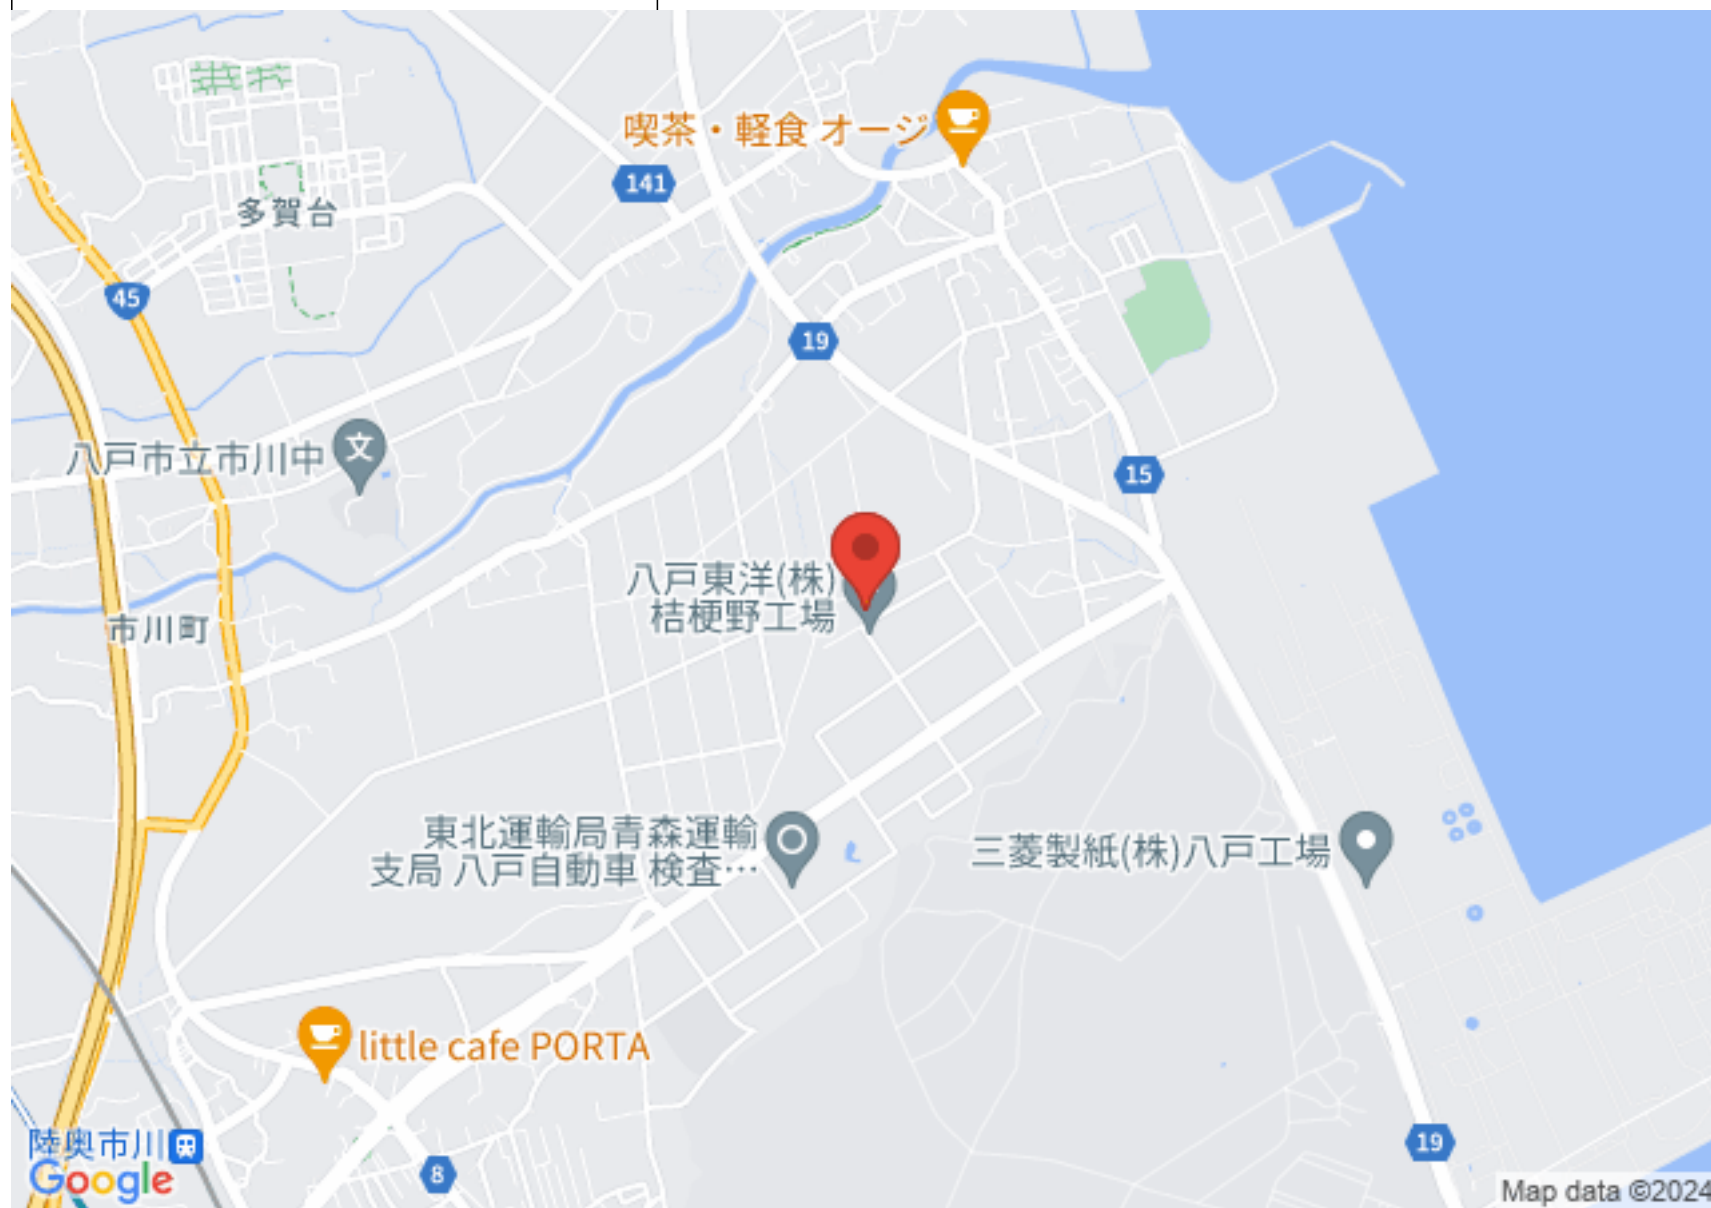 喫茶・軽食 オージ
141
多賀台
45
19
八戸市立市川中
文
15
八戸東洋(株)
桔梗野工場
市川町
東北運輸局青森運輸
支局 八戸自動車 検査…
三菱製紙(株)八戸工場
little cafe PORTA
陸奥市川
19
8
Google
Map data ©2024